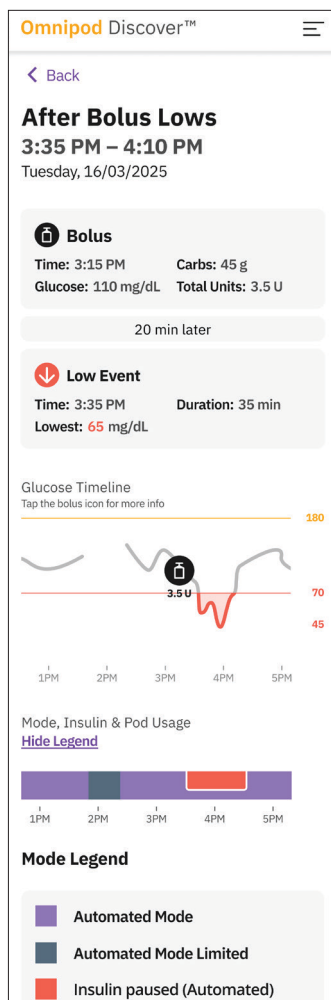 Omnipod Discover™
Back
After Bolus Lows
3:35 PM – 4:10 PM
Tuesday, 16/03/2025
Bolus
Time: 3:15 PM Carbs: 45 g
Glucose: 110 mg/dL Total Units: 3.5 U
20 min later
Low Event
Time: 3:35 PM Duration: 35 min
Lowest: 65 mg/dL
Glucose Timeline
Tap the bolus icon for more info
180
3.5 U
70
45
1PM 2PM 3PM 4PM 5PM
Mode, Insulin & Pod Usage
Hide Legend
1PM 2PM 3PM 4PM 5PM
Mode Legend
Automated Mode
Automated Mode Limited
Insulin paused (Automated)